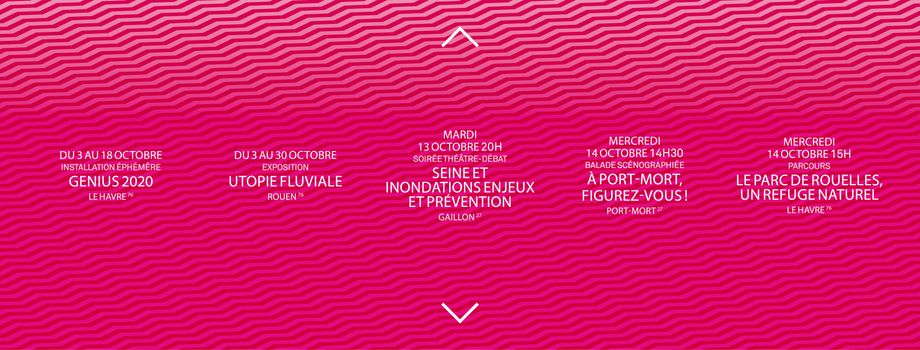 DU 3 AU 18 OCTOBRE
INSTALLATION ÉPHÉMÈRE
GENIUS 2020
LE HAVRE 76
DU 3 AU 30 OCTOBRE
EXPOSITION
UTOPIE FLUVIALE
ROUEN 76
MARDI
13 OCTOBRE 20H
SOIRÉE THÉÂTRE-DÉBAT
SEINE ET
INONDATIONS ENJEUX
ET PRÉVENTION
GAILLON 27
MERCREDI
14 OCTOBRE 14H30
BALADE SCÉNOGRAPHIÉE
À PORT-MORT,
FIGUREZ-VOUS !
PORT-MORT 27
MERCREDI
14 OCTOBRE 15H
PARCOURS
LE PARC DE ROUELLES,
UN REFUGE NATUREL
LE HAVRE 76